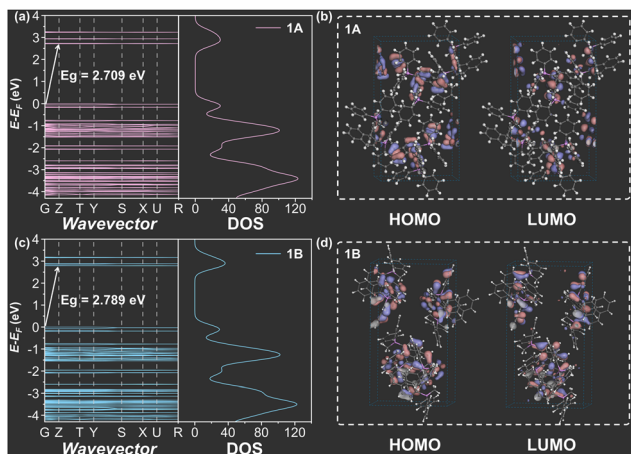 (a)
1A
Eg = 2.709 eV
E-EF (eV)
4
3
2
1
0
-1
-2
-3
-4
G Z T Y S X U R
Wavevector
0 40 80 120
DOS
(b)
1A
HOMO LUMO
(c)
1B
Eg = 2.789 eV
E-EF (eV)
4
3
2
1
0
-1
-2
-3
-4
G Z T Y S X U R
Wavevector
0 40 80 120
DOS
(d)
1B
HOMO LUMO